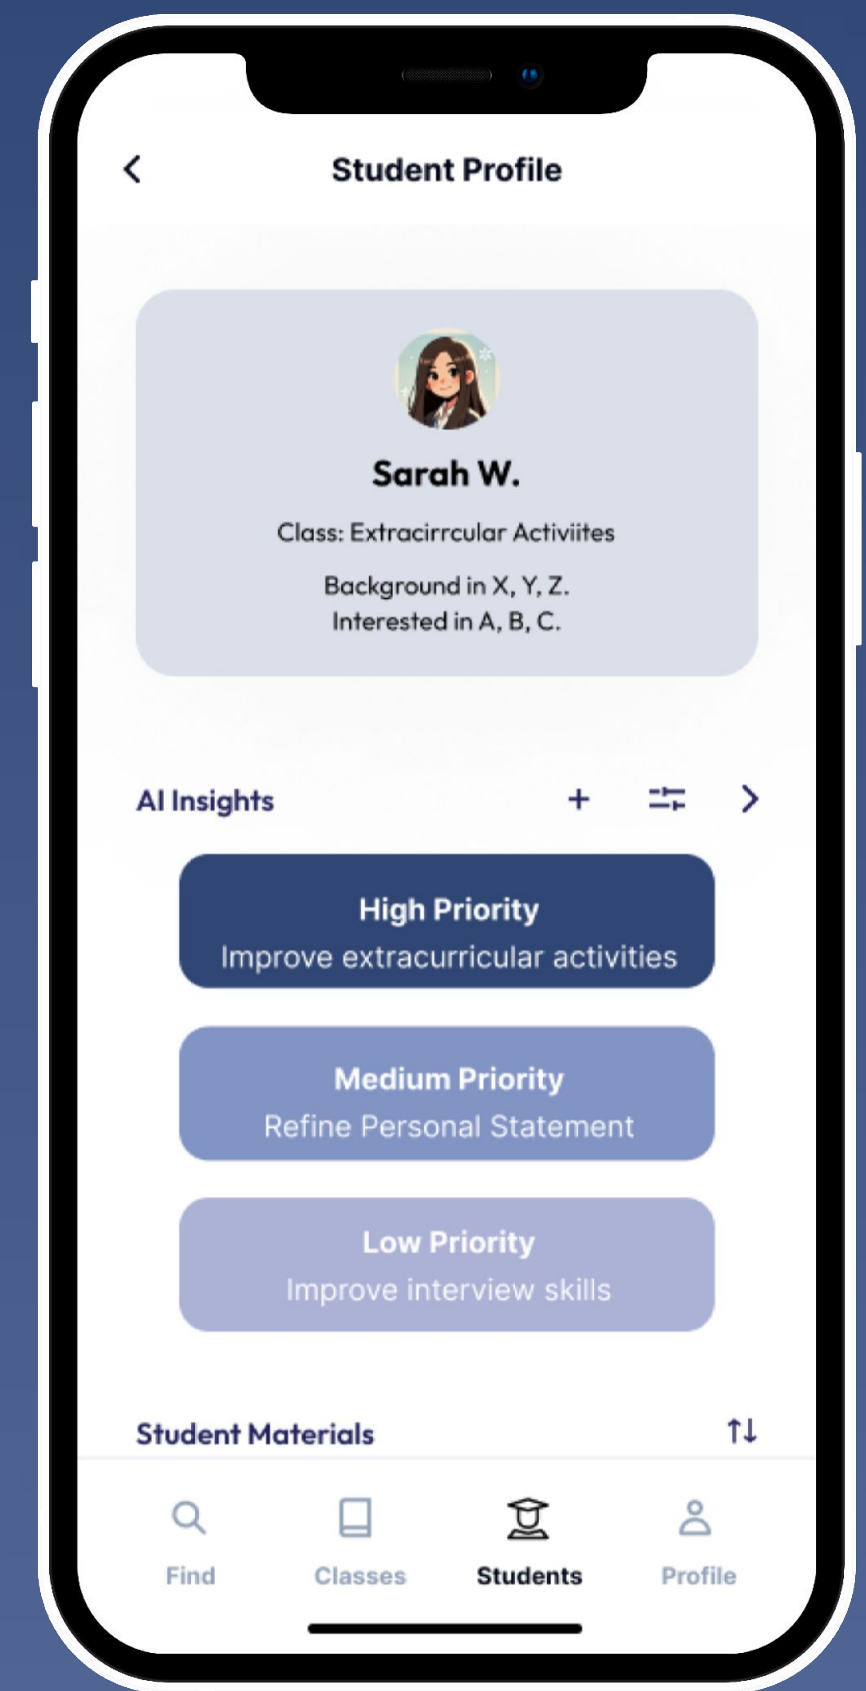 Student Profile
Sarah W.
Class: Extracirrcular Activiites
Background in X, Y, Z.
Interested in A, B, C.
AI Insights
High Priority
Improve extracurricular activities
Medium Priority
Refine Personal Statement
Low Priority
Improve interview skills
Student Materials
Find
Classes
Students
Profile